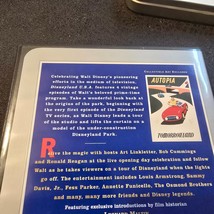 Celebrating Walt Disney's pioneering
efforts in the medium of television,
Disneyland U.S.A. features a vintage
episodes of Walt's beloved prime-time
program. Take a wonderful look back at
the origins of the park, beginning with
the very first episode of the Disneyland
TV series, as Walt Disney leads a tour
of the studio and lifts the curtain on a
model of the under-construction
Disneyland Park.
AUTOPIA
Relive the magic with hosts Art Linkletter, Bob Cummings
and Ronald Reagan at the live opening day celebration and follow
Walt as he takes viewers on a tour of Disneyland when the lights
go off. The entertainment includes Louis Armstrong, Sammy
Davis, Jr., Fess Parker, Annette Funicello, The Osmond Brothers
and many, many more friends and Disney legends.
Featuring exclusive introductions by film historian